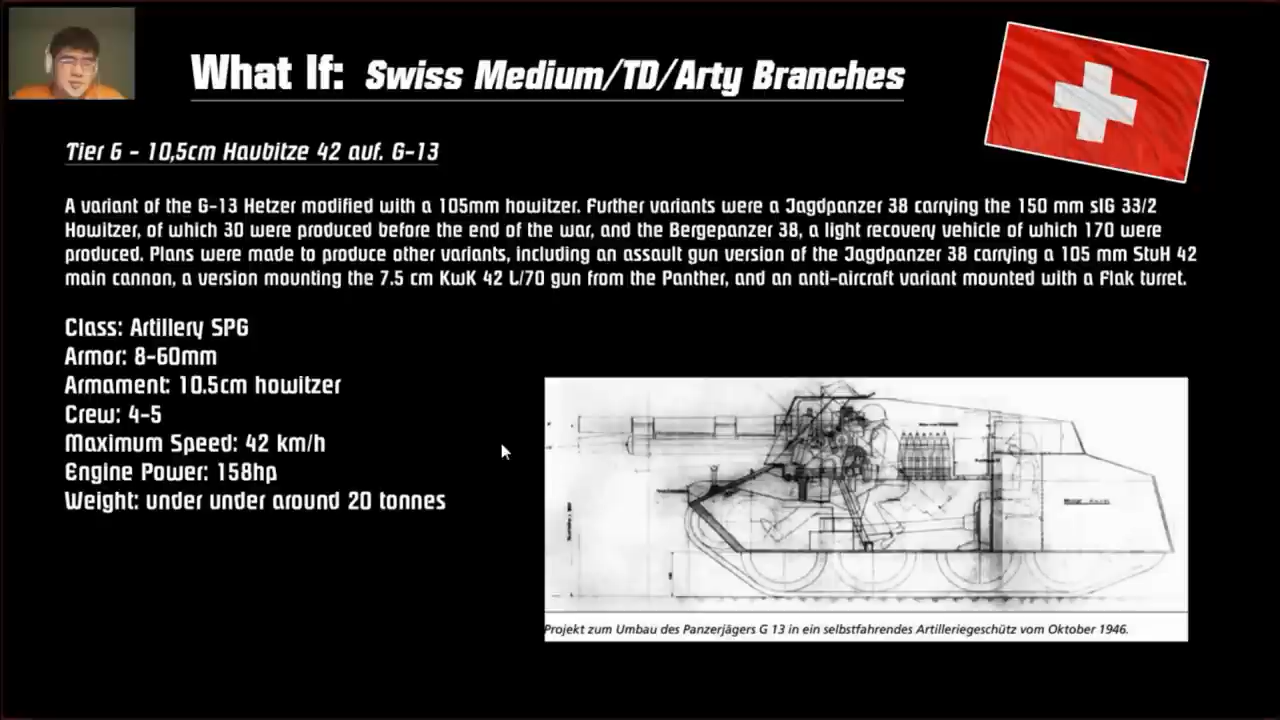 What If: Swiss Medium/TD/Arty Branches
Tier 6 - 10,5cm Haubitze 42 auf. G-13
A variant of the G-13 Hetzer modified with a 105mm howitzer. Further variants were a Jagdpanzer 38 carrying the 150 mm sIG 33/2
Howitzer, of which 30 were produced before the end of the war, and the Bergepanzer 38, a light recovery vehicle of which 170 were
produced. Plans were made to produce other variants, including an assault gun version of the Jagdpanzer 38 carrying a 105 mm StuH 42
main cannon, a version mounting the 7.5 cm KwK 42 L/70 gun from the Panther, and an anti-aircraft variant mounted with a Flak turret.
Class: Artillery SPG
Armor: 8-60mm
Armament: 10.5cm howitzer
Crew: 4-5
Maximum Speed: 42 km/h
Engine Power: 158hp
Weight: under under around 20 tonnes
Projekt zum Umbau des Panzerjägers G 13 in ein selbstfahrendes Artilleriegeschütz vom Oktober 1946.